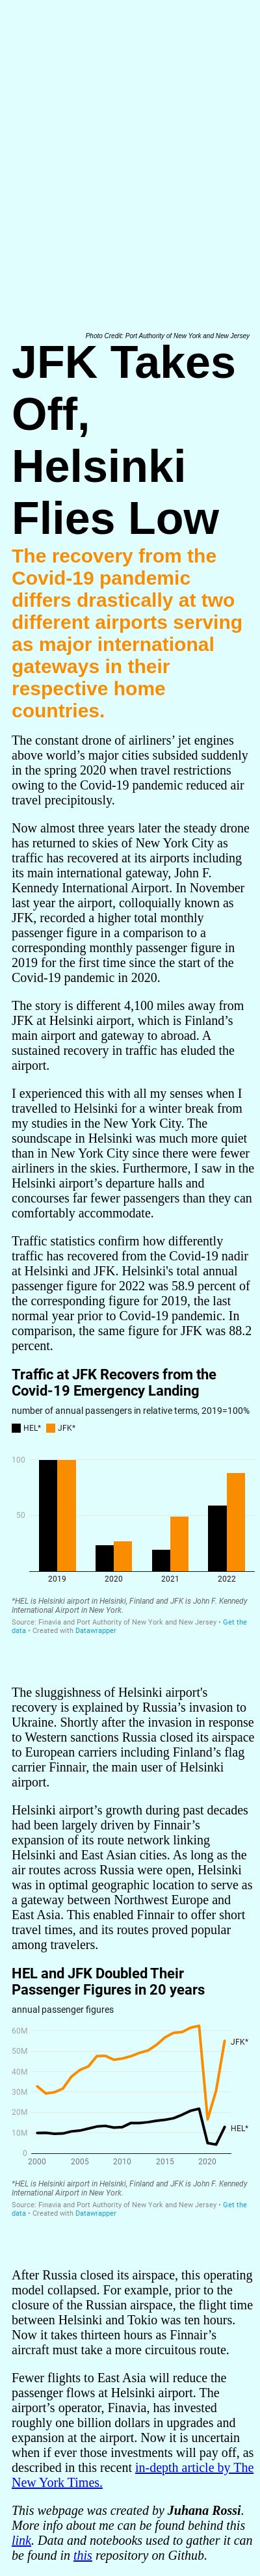 Photo Credit: Port Authority of New York and New Jersey
JFK Takes
Off,
Helsinki
Flies Low
The recovery from the
Covid-19 pandemic
differs drastically at two
different airports serving
as major international
gateways in their
respective home
countries.
The constant drone of airliners’ jet engines
above world’s major cities subsided suddenly
in the spring 2020 when travel restrictions
owing to the Covid-19 pandemic reduced air
travel precipitously.
Now almost three years later the steady drone
has returned to skies of New York City as
traffic has recovered at its airports including
its main international gateway, John F.
Kennedy International Airport. In November
last year the airport, colloquially known as
JFK, recorded a higher total monthly
passenger figure in a comparison to a
corresponding monthly passenger figure in
2019 for the first time since the start of the
Covid-19 pandemic in 2020.
The story is different 4,100 miles away from
JFK at Helsinki airport, which is Finland’s
main airport and gateway to abroad. A
sustained recovery in traffic has eluded the
airport.
I experienced this with all my senses when I
travelled to Helsinki for a winter break from
my studies in the New York City. The
soundscape in Helsinki was much more quiet
than in New York City since there were fewer
airliners in the skies. Furthermore, I saw in the
Helsinki airport’s departure halls and
concourses far fewer passengers than they can
comfortably accommodate.
Traffic statistics confirm how differently
traffic has recovered from the Covid-19 nadir
at Helsinki and JFK. Helsinki's total annual
passenger figure for 2022 was 58.9 percent of
the corresponding figure for 2019, the last
normal year prior to Covid-19 pandemic. In
comparison, the same figure for JFK was 88.2
percent.
Traffic at JFK Recovers from the
Covid-19 Emergency Landing
number of annual passengers in relative terms, 2019=100%
HEL* JFK*
100
50
2019 2020 2021 2022
*HEL is Helsinki airport in Helsinki, Finland and JFK is John F. Kennedy
International Airport in New York.
Source: Finavia and Port Authority of New York and New Jersey • Get the
data • Created with Datawrapper
The sluggishness of Helsinki airport's
recovery is explained by Russia’s invasion to
Ukraine. Shortly after the invasion in response
to Western sanctions Russia closed its airspace
to European carriers including Finland’s flag
carrier Finnair, the main user of Helsinki
airport.
Helsinki airport’s growth during past decades
had been largely driven by Finnair’s
expansion of its route network linking
Helsinki and East Asian cities. As long as the
air routes across Russia were open, Helsinki
was in optimal geographic location to serve as
a gateway between Northwest Europe and
East Asia. This enabled Finnair to offer short
travel times, and its routes proved popular
among travelers.
HEL and JFK Doubled Their
Passenger Figures in 20 years
annual passenger figures
60M
JFK*
50M
40M
30M
20M
HEL*
10M
0
2000 2005 2010 2015 2020
*HEL is Helsinki airport in Helsinki, Finland and JFK is John F. Kennedy
International Airport in New York.
Source: Finavia and Port Authority of New York and New Jersey • Get the
data • Created with Datawrapper
After Russia closed its airspace, this operating
model collapsed. For example, prior to the
closure of the Russian airspace, the flight time
between Helsinki and Tokio was ten hours.
Now it takes thirteen hours as Finnair’s
aircraft must take a more circuitous route.
Fewer flights to East Asia will reduce the
passenger flows at Helsinki airport. The
airport’s operator, Finavia, has invested
roughly one billion dollars in upgrades and
expansion at the airport. Now it is uncertain
when if ever those investments will pay off, as
described in this recent in-depth article by The
New York Times.
This webpage was created by Juhana Rossi.
More info about me can be found behind this
link. Data and notebooks used to gather it can
be found in this repository on Github.